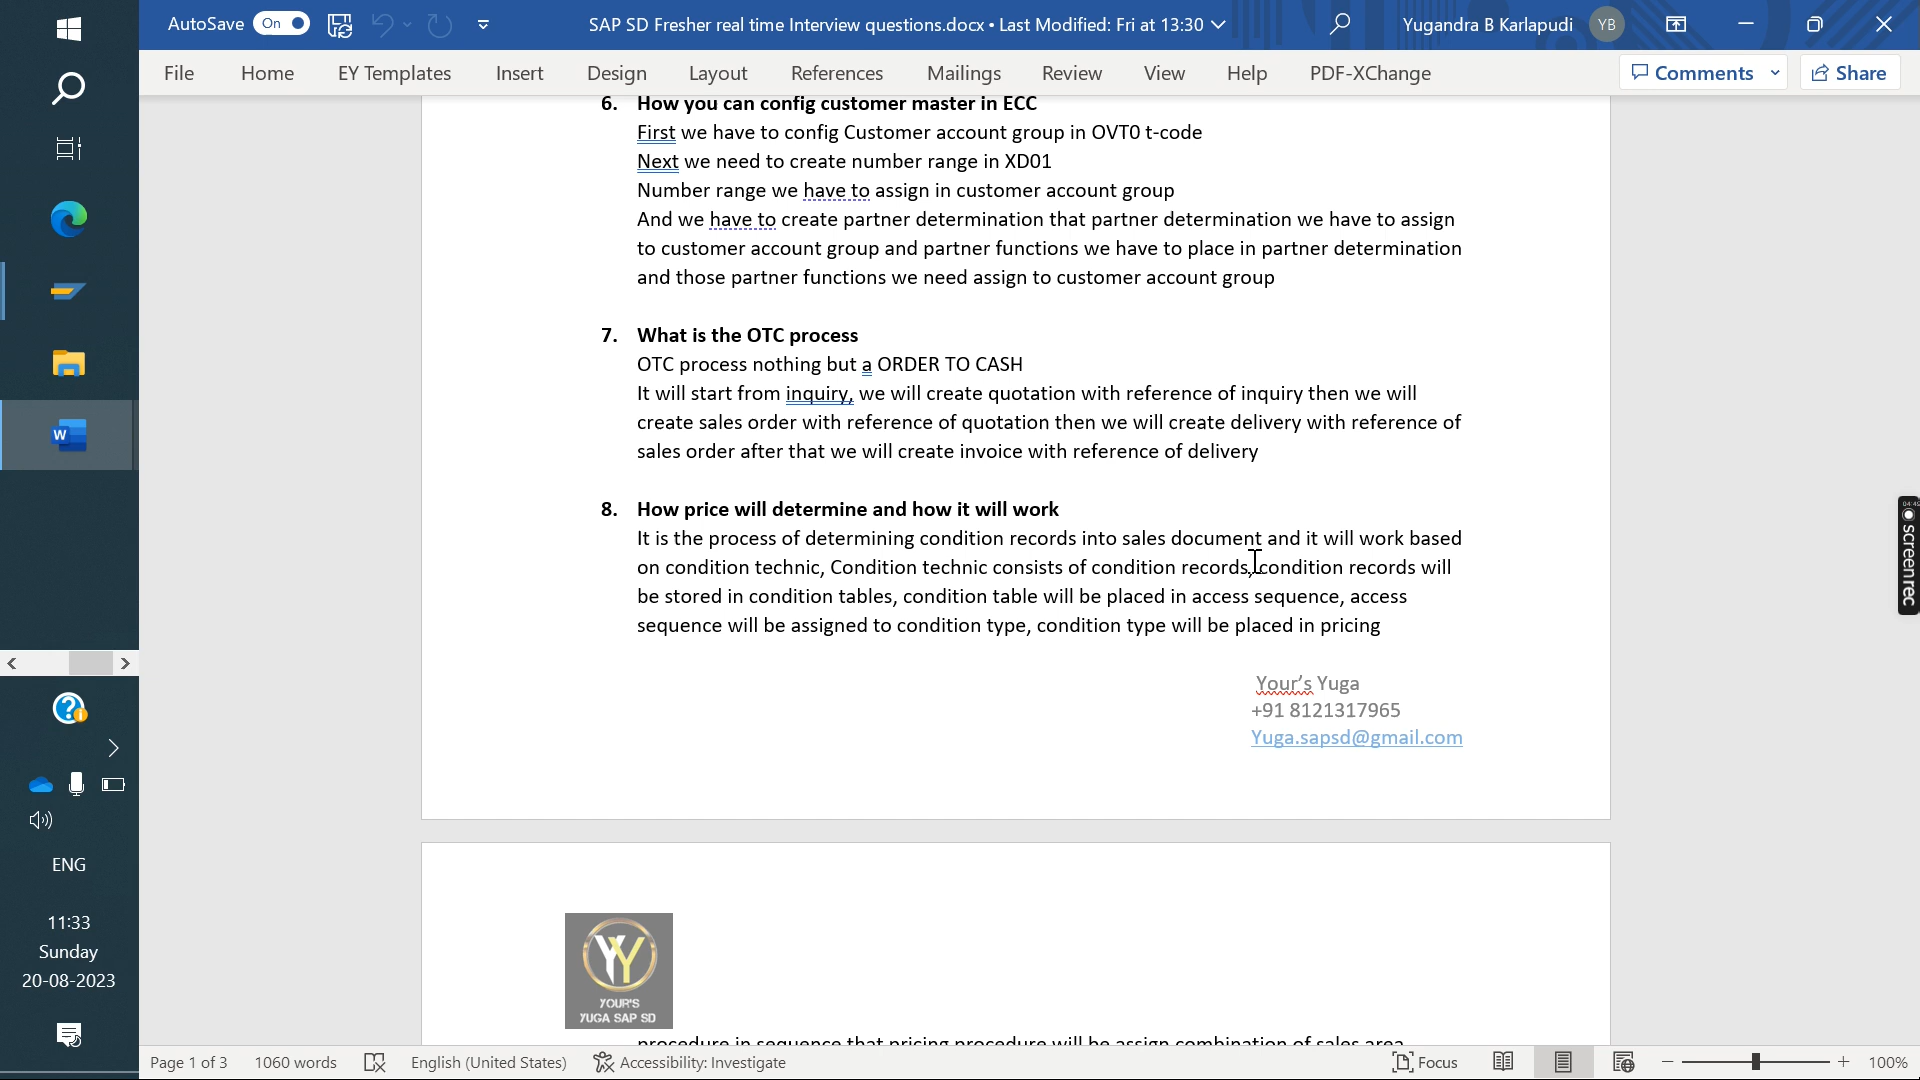 AutoSave On SAP SD Fresher real time Interview questions.docx • Last Modified: Fri at 13:30 Yugandra B Karlapudi YB
File Home EY Templates Insert Design Layout References Mailings Review View Help PDF-XChange Comments Share
6. How you can config customer master in ECC
First we have to config Customer account group in OVT0 t-code
Next we need to create number range in XD01
Number range we have to assign in customer account group
And we have to create partner determination that partner determination we have to assign
to customer account group and partner functions we have to place in partner determination
and those partner functions we need assign to customer account group
7. What is the OTC process
OTC process nothing but a ORDER TO CASH
It will start from inquiry, we will create quotation with reference of inquiry then we will
create sales order with reference of quotation then we will create delivery with reference of
sales order after that we will create invoice with reference of delivery
8. How price will determine and how it will work
It is the process of determining condition records into sales document and it will work based
on condition technic, Condition technic consists of condition records, condition records will
be stored in condition tables, condition table will be placed in access sequence, access
sequence will be assigned to condition type, condition type will be placed in pricing
Your's Yuga
+91 8121317965
Yuga.sapsd@gmail.com
YY
YOUR'S
YUGA SAP SD
procedure in sequence that pricing procedure will be assign combination of sales area
screenrec
W
ENG
11:33
Sunday
20-08-2023
Page 1 of 3 1060 words English (United States) Accessibility: Investigate Focus 100%